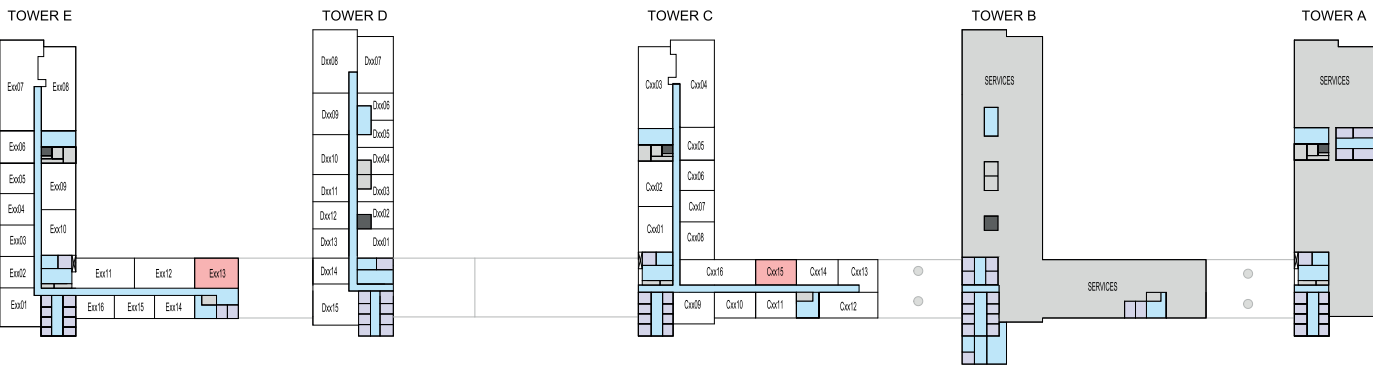 TOWER E
TOWER D
TOWER C
TOWER B
TOWER A
Exx07
Exx08
Exx06
Exx05
Exx09
Exx04
Exx10
Exx03
Exx02
Exx11
Exx12
Exx13
Exx01
Exx16
Exx15
Exx14
Dxx08
Dxx07
Dxx06
Dxx09
Dxx05
Dxx10
Dxx04
Dxx11
Dxx03
Dxx12
Dxx02
Dxx13
Dxx01
Dxx14
Dxx15
Cxx03
Cxx04
Cxx05
Cxx02
Cxx06
Cxx07
Cxx01
Cxx08
Cxx16
Cxx15
Cxx14
Cxx13
Cxx09
Cxx10
Cxx11
Cxx12
SERVICES
SERVICES
SERVICES